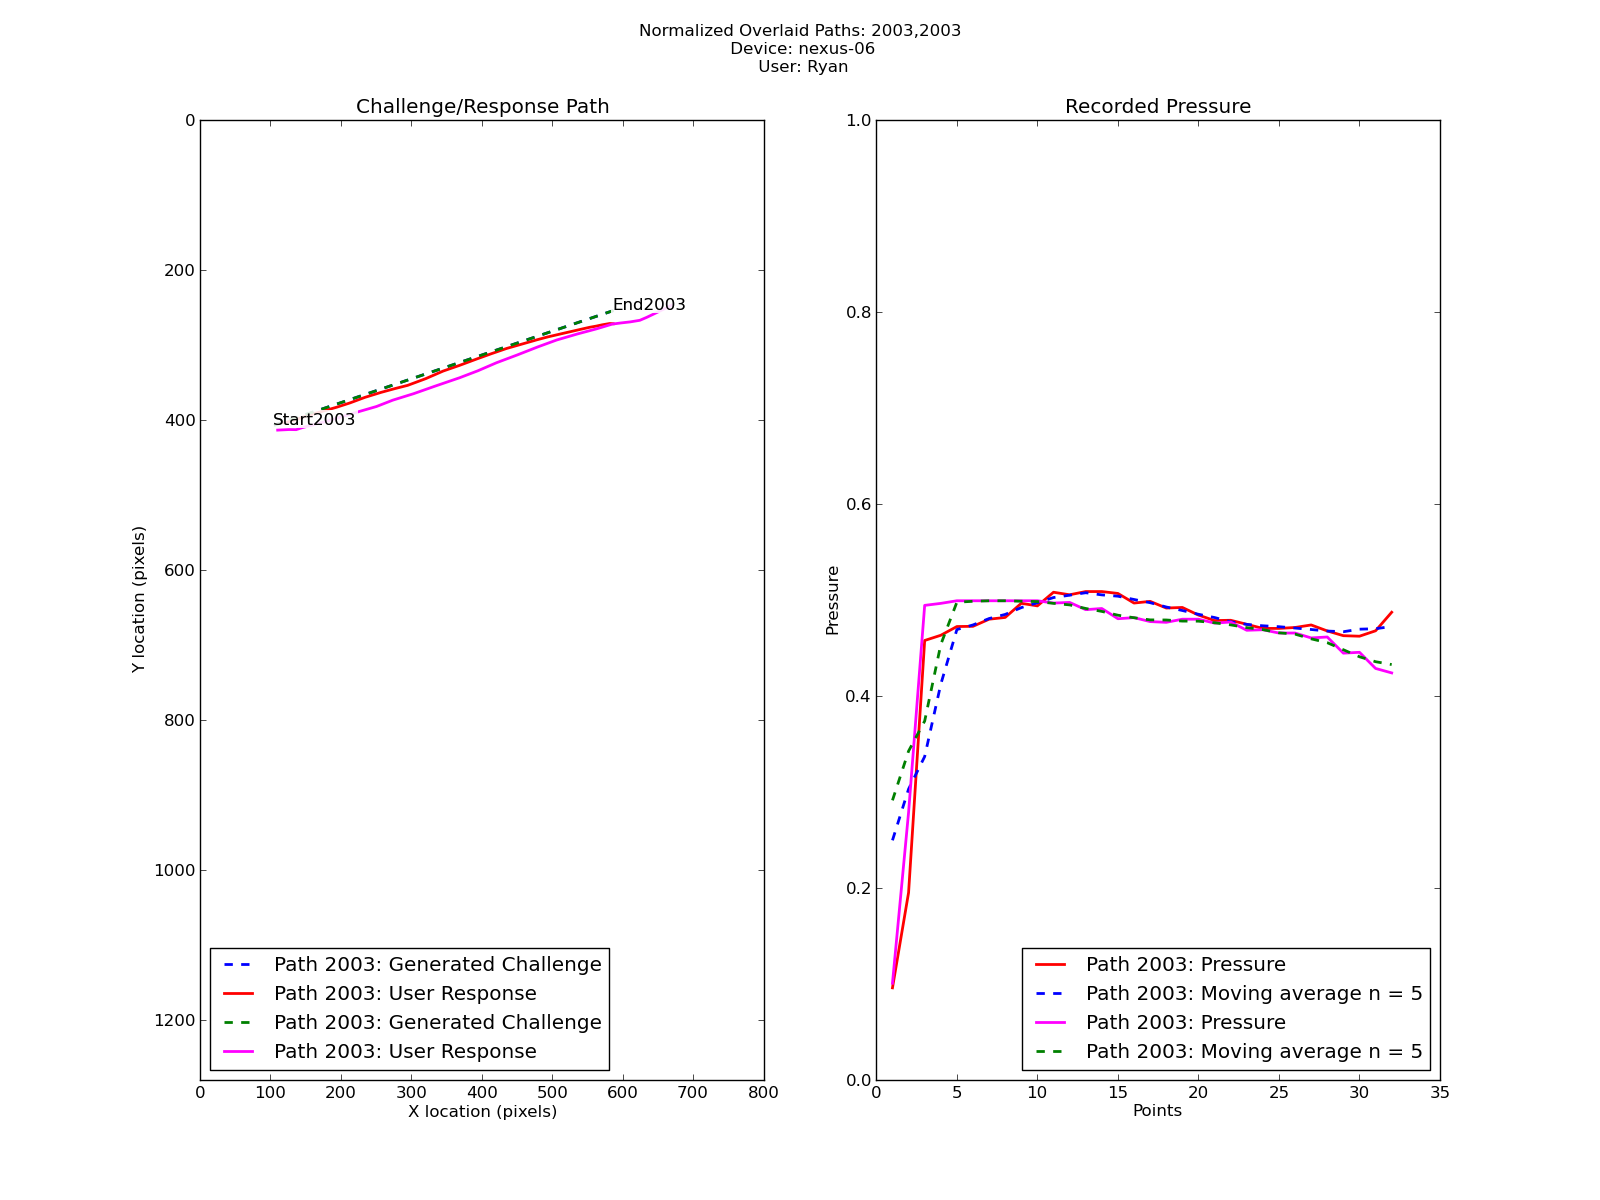 Normalized Overlaid Paths: 2003,2003
Device: nexus-06
User: Ryan
Challenge/Response Path
0
200
400
600
800
1000
1200
Y location (pixels)
End2003
Start2003
Path 2003: Generated Challenge
Path 2003: User Response
Path 2003: Generated Challenge
Path 2003: User Response
0 100 200 300 400 500 600 700 800
X location (pixels)
Recorded Pressure
1.0
0.8
0.6
0.4
0.2
0.0
Pressure
Path 2003: Pressure
Path 2003: Moving average n = 5
Path 2003: Pressure
Path 2003: Moving average n = 5
0 5 10 15 20 25 30 35
Points